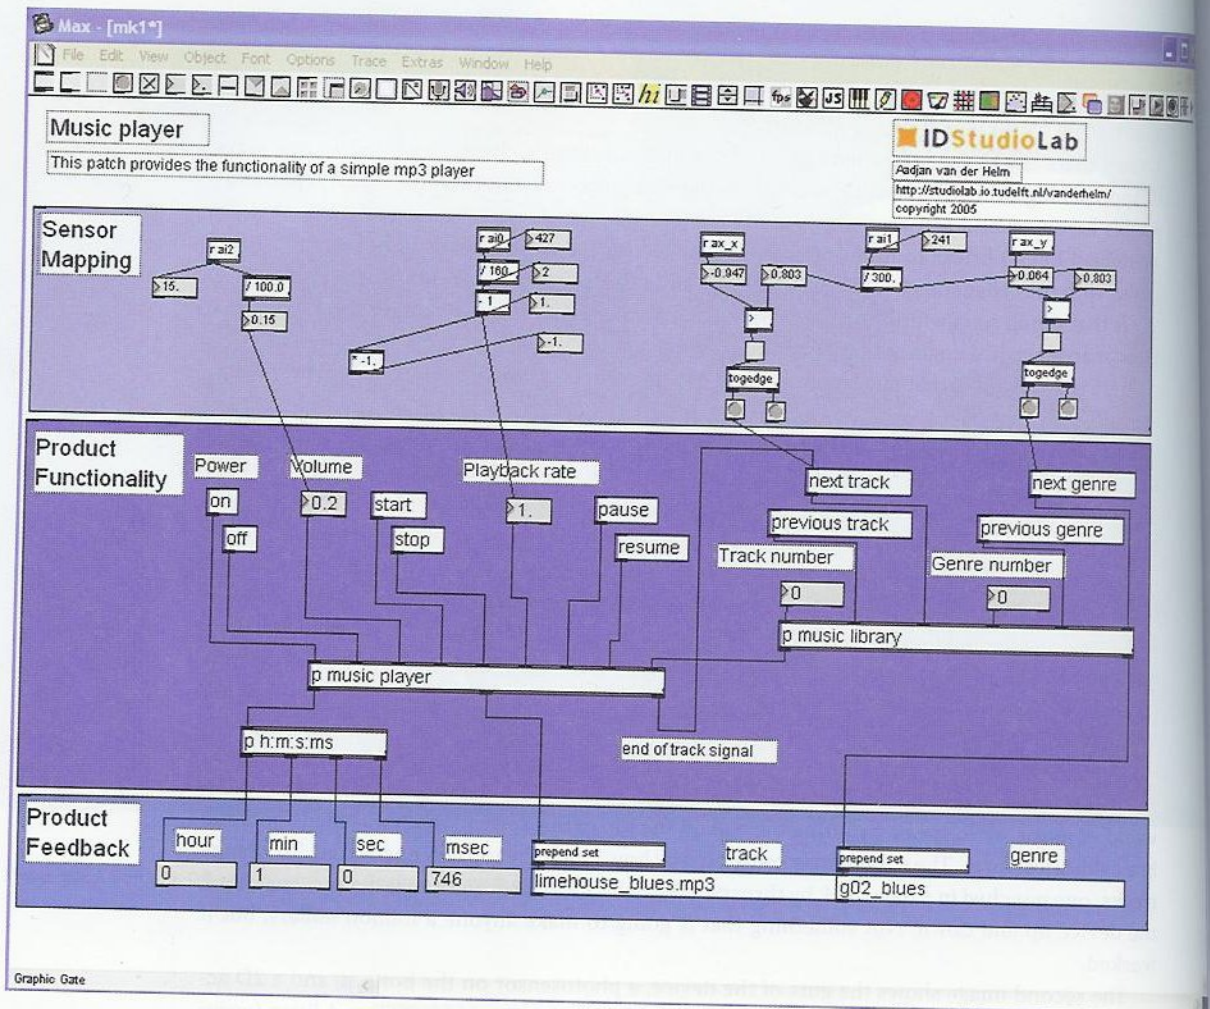 Max - [mk1*]
File Edit View Object Font Options Trace Extras Window Help
hi fps JS
Music player
This patch provides the functionality of a simple mp3 player
IDStudioLab
Aadjan van der Helm
http://studiolab.io.tudelft.nl/vanderhelm/
copyright 2005
Sensor
Mapping
r ai2
15.
/ 100.0
0.15
r ai0
427
/ 160.
2
- 1
1.
* -1.
-1.
r ax_x
-0.947
0.803
>
togedge
r ai1
241
/ 300.
r ax_y
0.064
0.803
>
togedge
Product
Functionality
Power
on
off
Volume
0.2
start
stop
Playback rate
1.
pause
resume
next track
previous track
Track number
0
next genre
previous genre
Genre number
0
p music library
p music player
p h:m:s:ms
end of track signal
Product
Feedback
hour
0
min
1
sec
0
msec
746
prepend set
track
limehouse_blues.mp3
prepend set
genre
g02_blues
Graphic Gate